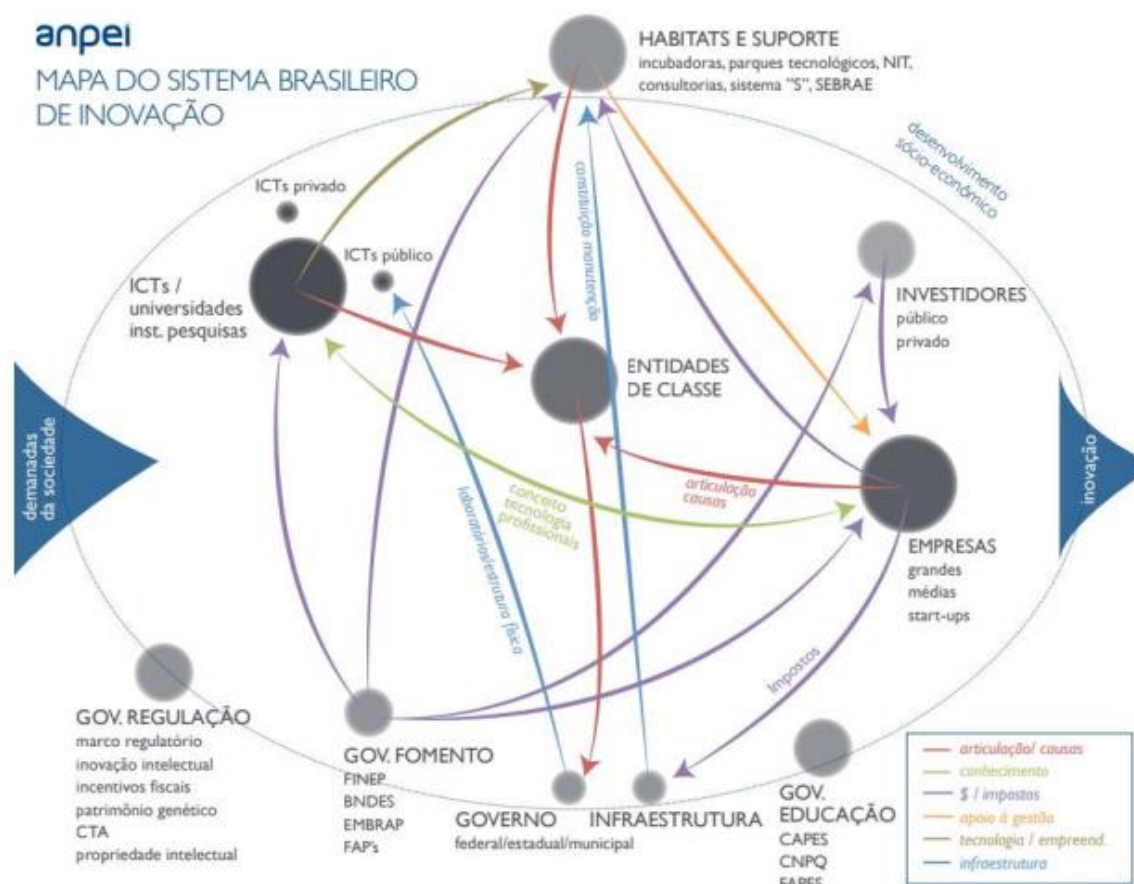 anpei
MAPA DO SISTEMA BRASILEIRO
DE INOVAÇÃO
HABITATS E SUPORTE
incubadoras, parques tecnológicos, NIT,
consultorias, sistema "S", SEBRAE
desenvolvimento
sócio-econômico
ICTs privado
ICTs público
ICTs /
universidades
inst. pesquisas
constituição manutenção
INVESTIDORES
público
privado
ENTIDADES
DE CLASSE
demanadas
da sociedade
inovação
conceito
tecnologia
profissionais
articulação
causas
laboratórios/estrutura física
EMPRESAS
grandes
médias
start-ups
Impostos
GOV. REGULAÇÃO
marco regulatório
inovação intelectual
incentivos fiscais
patrimônio genético
CTA
propriedade intelectual
GOV. FOMENTO
FINEP
BNDES
EMBRAP
FAP's
GOVERNO
federal/estadual/municipal
INFRAESTRUTURA
GOV.
EDUCAÇÃO
CAPES
CNPQ
FAPES
articulação/ causas
conhecimento
$ / impostos
apoio à gestão
tecnologia / empreend.
infraestrutura